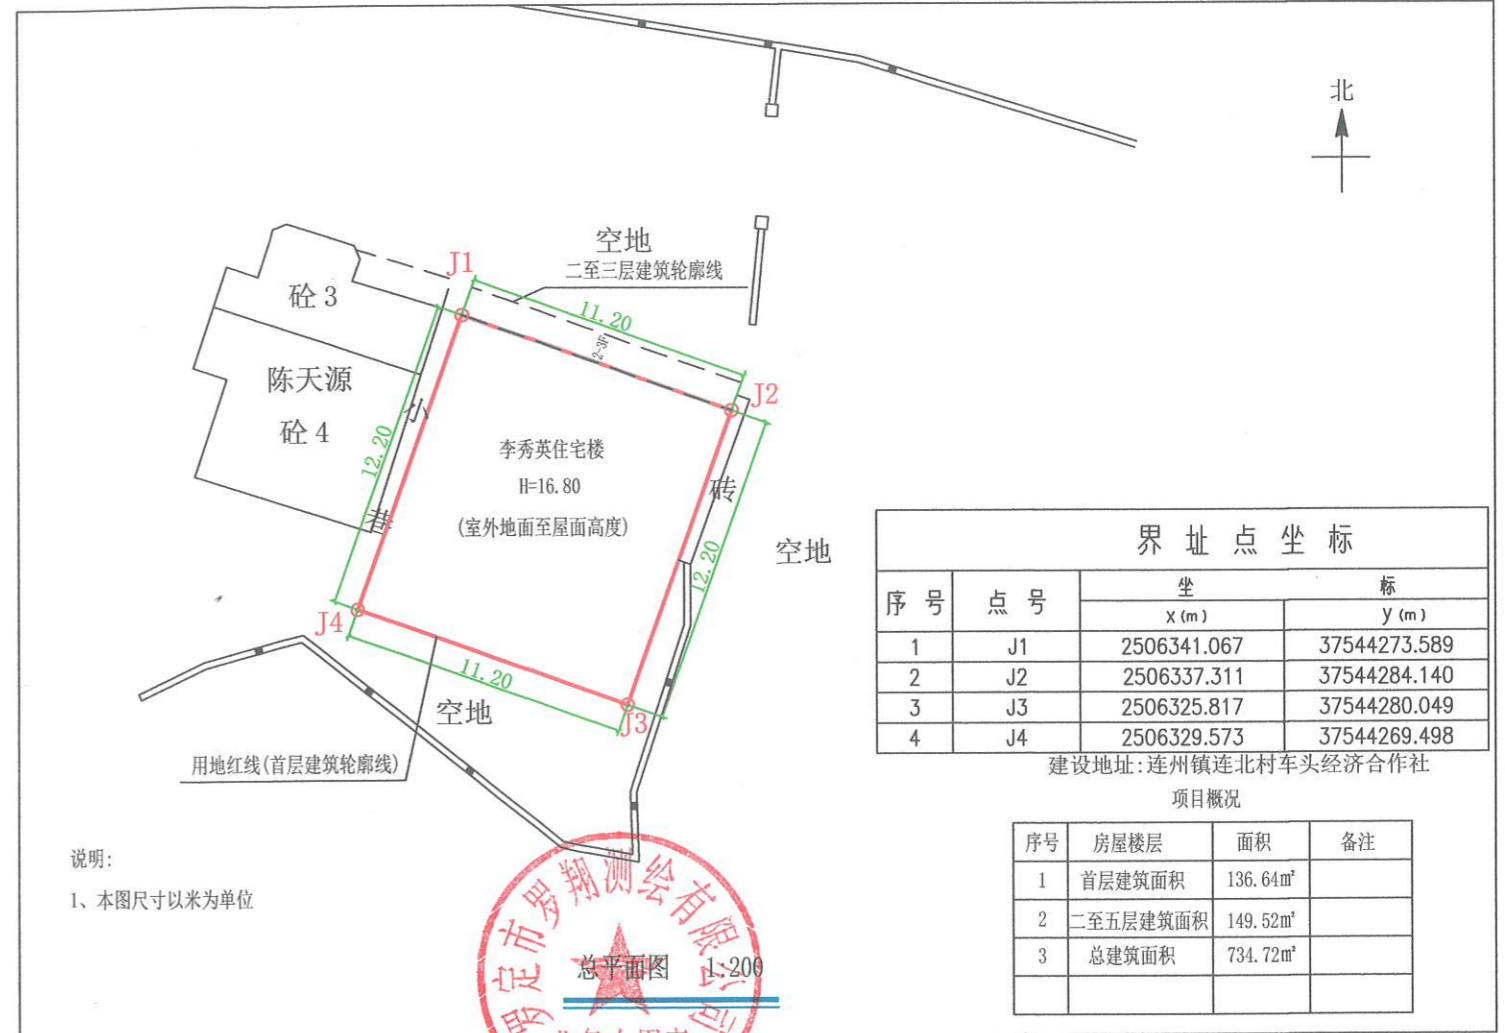 北
空地
二至三层建筑轮廓线
J1
11.20
砼 3
2-3F
陈天源
砼 4
J2
小
12.20
李秀英住宅楼
H=16.80
(室外地面至屋面高度)
砖
巷
空地
12.20
J4
11.20
空地
J3
用地红线(首层建筑轮廓线)
界 址 点 坐 标
序 号 点 号 坐 标
x (m) y (m)
1 J1 2506341.067 37544273.589
2 J2 2506337.311 37544284.140
3 J3 2506325.817 37544280.049
4 J4 2506329.573 37544269.498
建设地址:连州镇连北村车头经济合作社
项目概况
序号 房屋楼层 面积 备注
1 首层建筑面积 136.64㎡
2 二至五层建筑面积 149.52㎡
3 总建筑面积 734.72㎡
说明:
1、本图尺寸以米为单位
罗定市罗翔测绘有限公司
总平面图 1:200